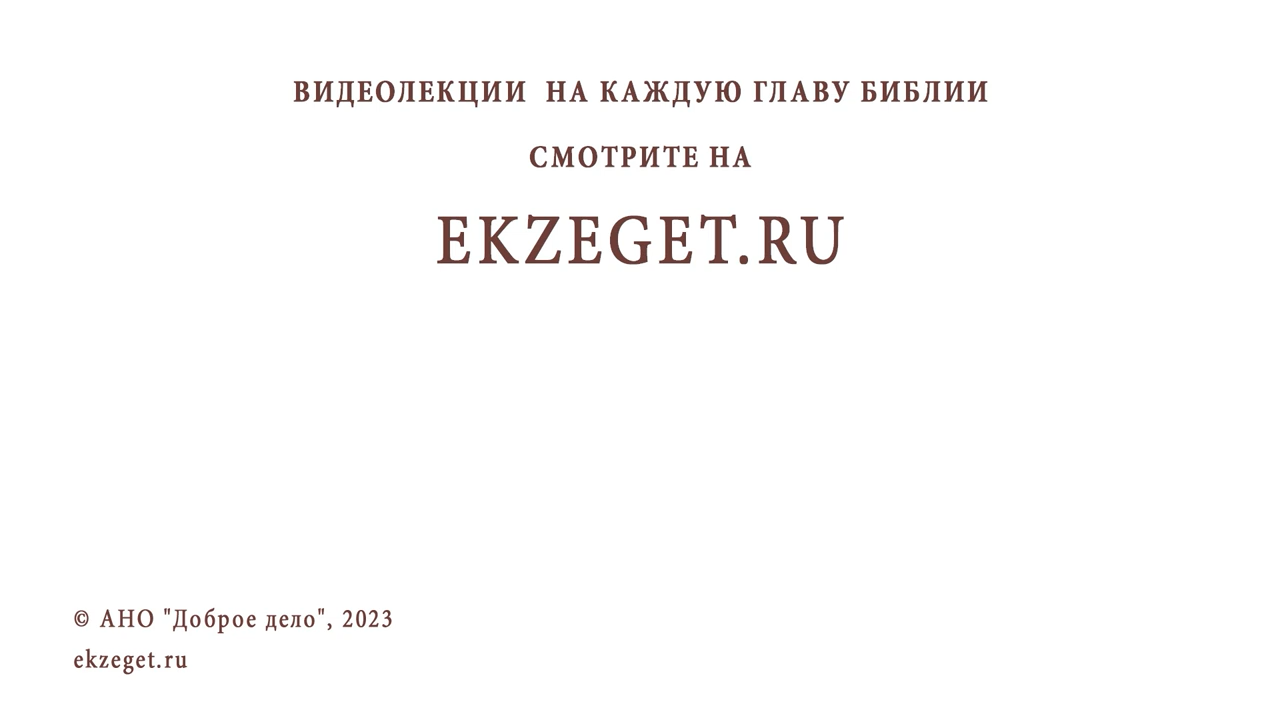 ВИДЕОЛЕКЦИИ НА КАЖДУЮ ГЛАВУ БИБЛИИ
СМОТРИТЕ НА
EKZEGET.RU
© АНО "Доброе дело", 2023
ekzeget.ru